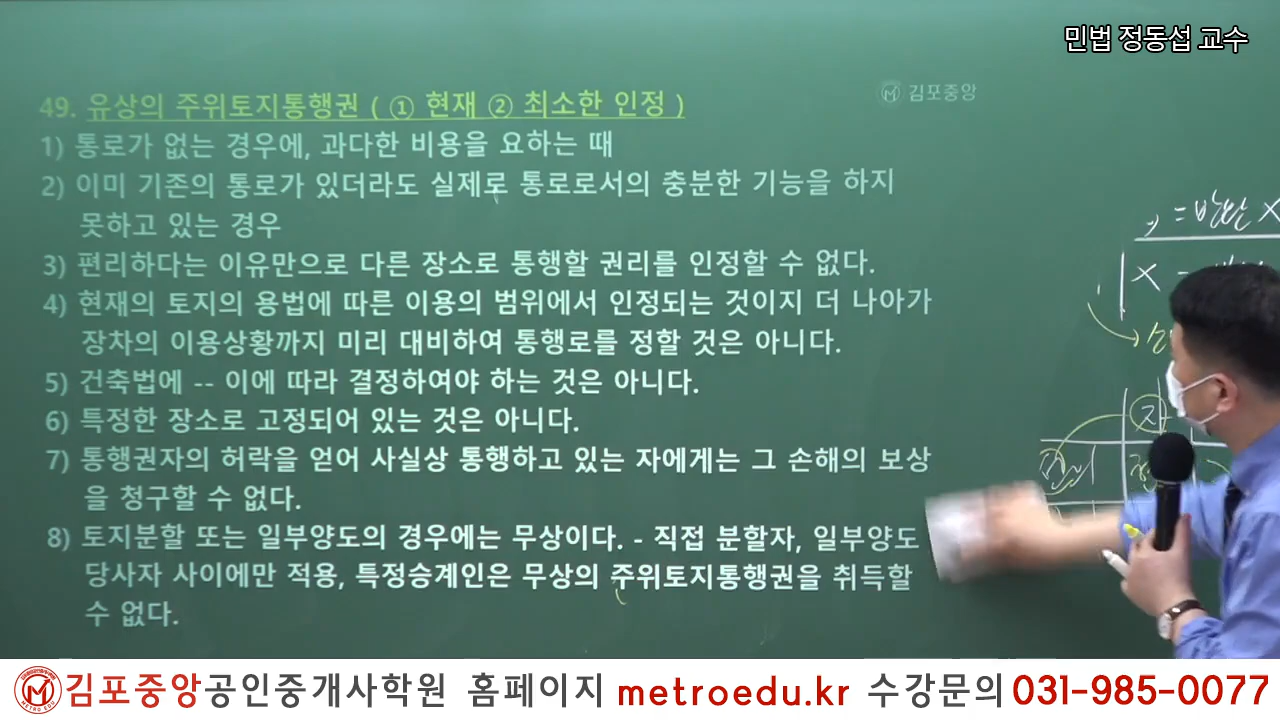 민법 정동섭 교수
김포중앙
49. 유상의 주위토지통행권 ( ① 현재 ② 최소한 인정 )
1) 통로가 없는 경우에, 과다한 비용을 요하는 때
2) 이미 기존의 통로가 있더라도 실제로 통로로서의 충분한 기능을 하지
못하고 있는 경우
3) 편리하다는 이유만으로 다른 장소로 통행할 권리를 인정할 수 없다.
4) 현재의 토지의 용법에 따른 이용의 범위에서 인정되는 것이지 더 나아가
장차의 이용상황까지 미리 대비하여 통행로를 정할 것은 아니다.
5) 건축법에 -- 이에 따라 결정하여야 하는 것은 아니다.
6) 특정한 장소로 고정되어 있는 것은 아니다.
7) 통행권자의 허락을 얻어 사실상 통행하고 있는 자에게는 그 손해의 보상
을 청구할 수 없다.
8) 토지분할 또는 일부양도의 경우에는 무상이다. - 직접 분할자, 일부양도
당사자 사이에만 적용, 특정승계인은 무상의 주위토지통행권을 취득할
수 없다.
김포중앙공인중개사학원 홈페이지 metroedu.kr 수강문의 031-985-0077